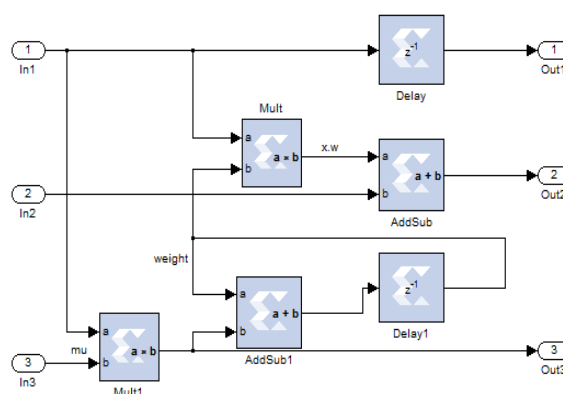 1
In1
z-1
Delay
1
Out1
Mult
a
b
a × b
x.w
a
b
a + b
AddSub
2
In2
2
Out2
weight
a
b
a + b
AddSub1
z-1
Delay1
mu
a
b
a × b
Mult1
3
In3
3
Out3